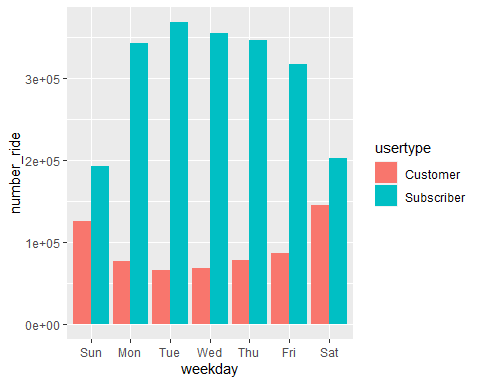 number_ride
3e+05
2e+05
1e+05
0e+00
Sun Mon Tue Wed Thu Fri Sat
weekday
usertype
Customer
Subscriber